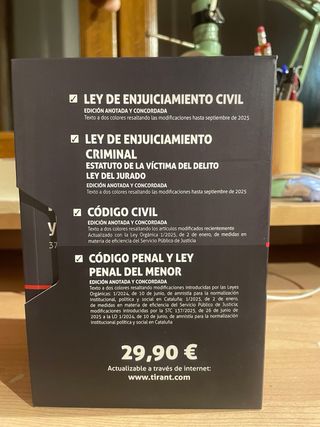 LEY DE ENJUICIAMIENTO CIVIL
EDICIÓN ANOTADA Y CONCORDADA
Texto a dos colores resaltando las modificaciones hasta septiembre de 2025
LEY DE ENJUICIAMIENTO
CRIMINAL
ESTATUTO DE LA VÍCTIMA DEL DELITO
LEY DEL JURADO
EDICIÓN ANOTADA Y CONCORDADA
Texto a dos colores resaltando las modificaciones hasta septiembre de 2025
CÓDIGO CIVIL
EDICIÓN ANOTADA Y CONCORDADA
Texto a dos colores resaltando los artículos modificados recientemente
Actualizado con la Ley Orgánica 1/2025, de 2 de enero, de medidas en
materia de eficiencia del Servicio Público de Justicia
y
37
CÓDIGO PENAL Y LEY
PENAL DEL MENOR
EDICIÓN ANOTADA Y CONCORDADA
Texto a dos colores resaltando modificaciones introducidas por las Leyes
Orgánicas: 1/2024, de 10 de junio, de amnistía para la normalización
institucional, política y social en Cataluña; 1/2025, de 2 de enero,
de medidas en materia de eficiencia del Servicio Público de Justicia,
modificaciones introducidas por la STC 137/2025, de 26 de junio de
2025 a la LO 1/2024, de 10 de junio, de amnistía para la normalización
institucional, política y social en Cataluña
29,90 €
Actualizable a través de internet:
www.tirant.com